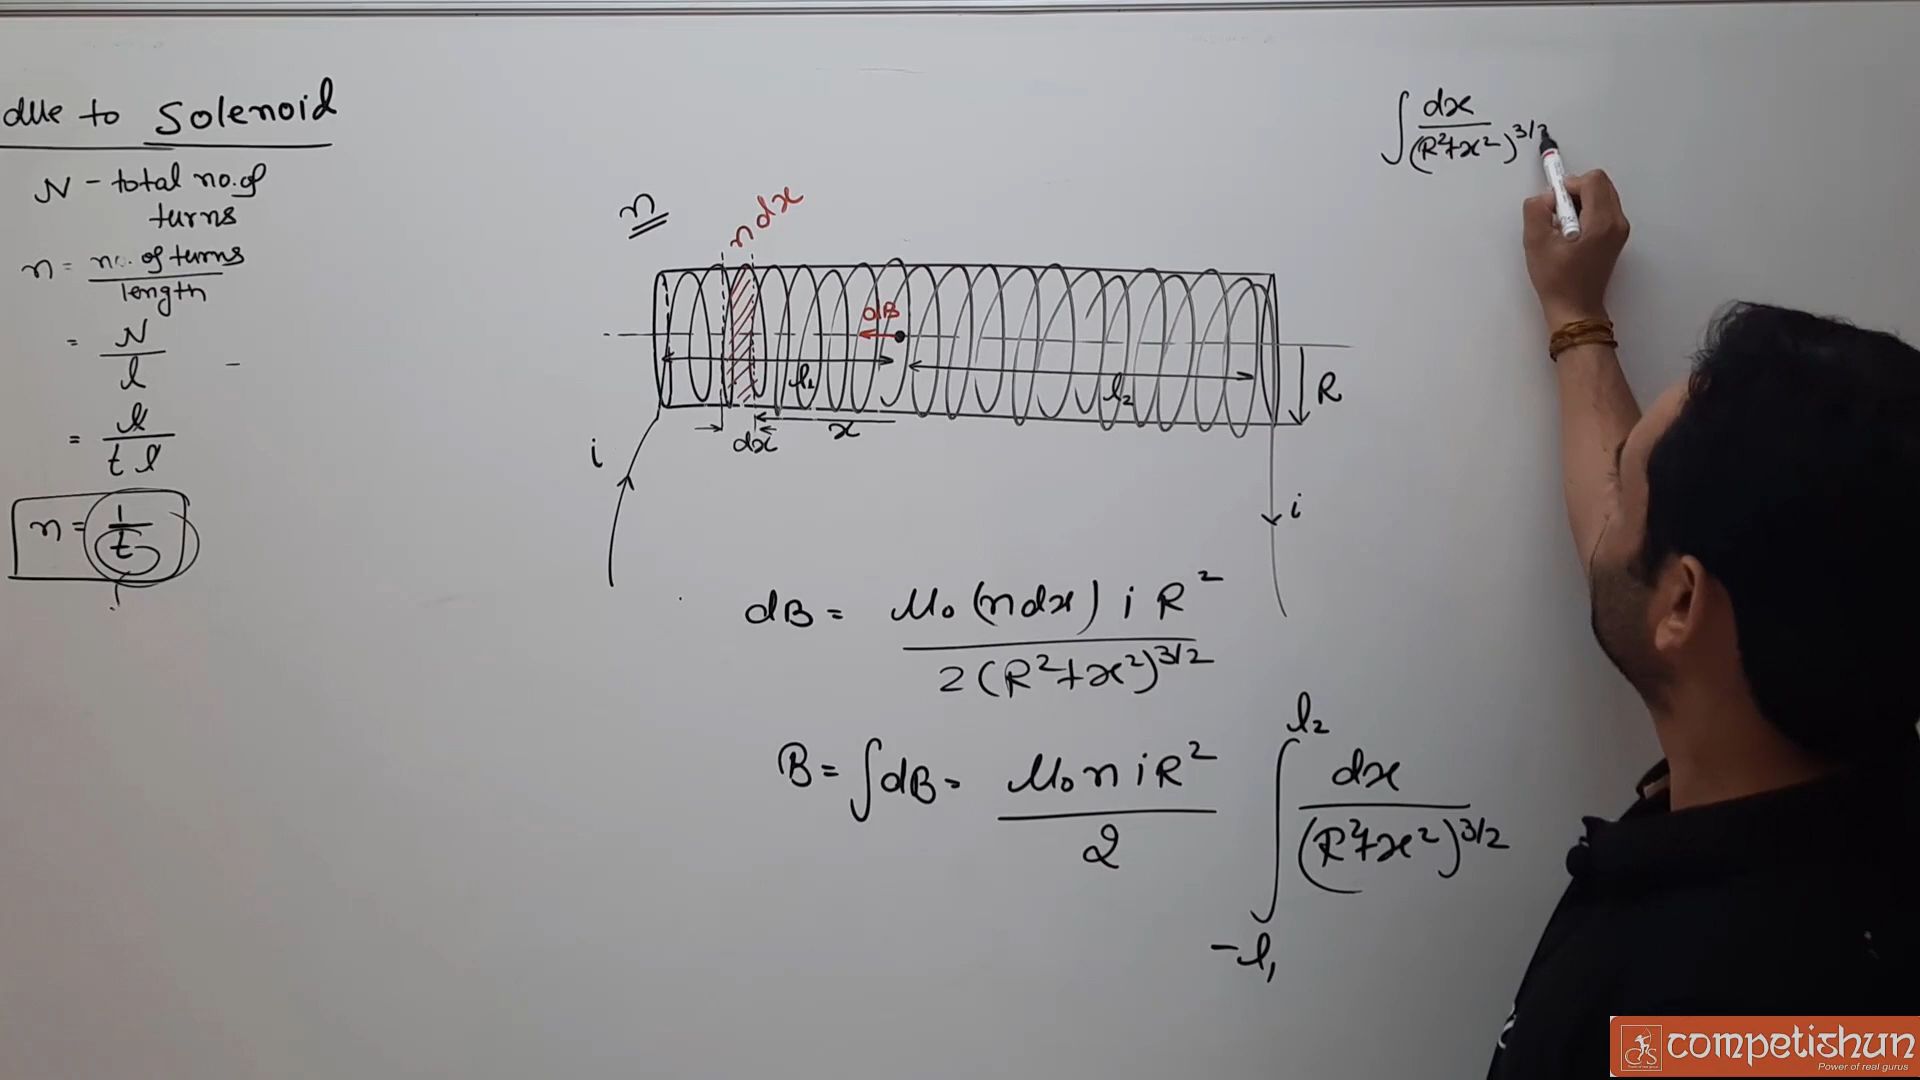 due to Solenoid
N - total no. of
turns
n = no. of turns / length
= N / l
= l / t l
n = 1 / t
n
n dx
dB
l₁
l₂
R
x
dx
i
i
dB = μ₀ (n dx) i R² / 2 (R²+x²)^3/2
B = ∫dB = μ₀ n i R² / 2 ∫_{-l₁}^{l₂} dx / (R²+x²)^3/2
∫ dx / (R²+x²)^3/2
competishun
Power of real gurus